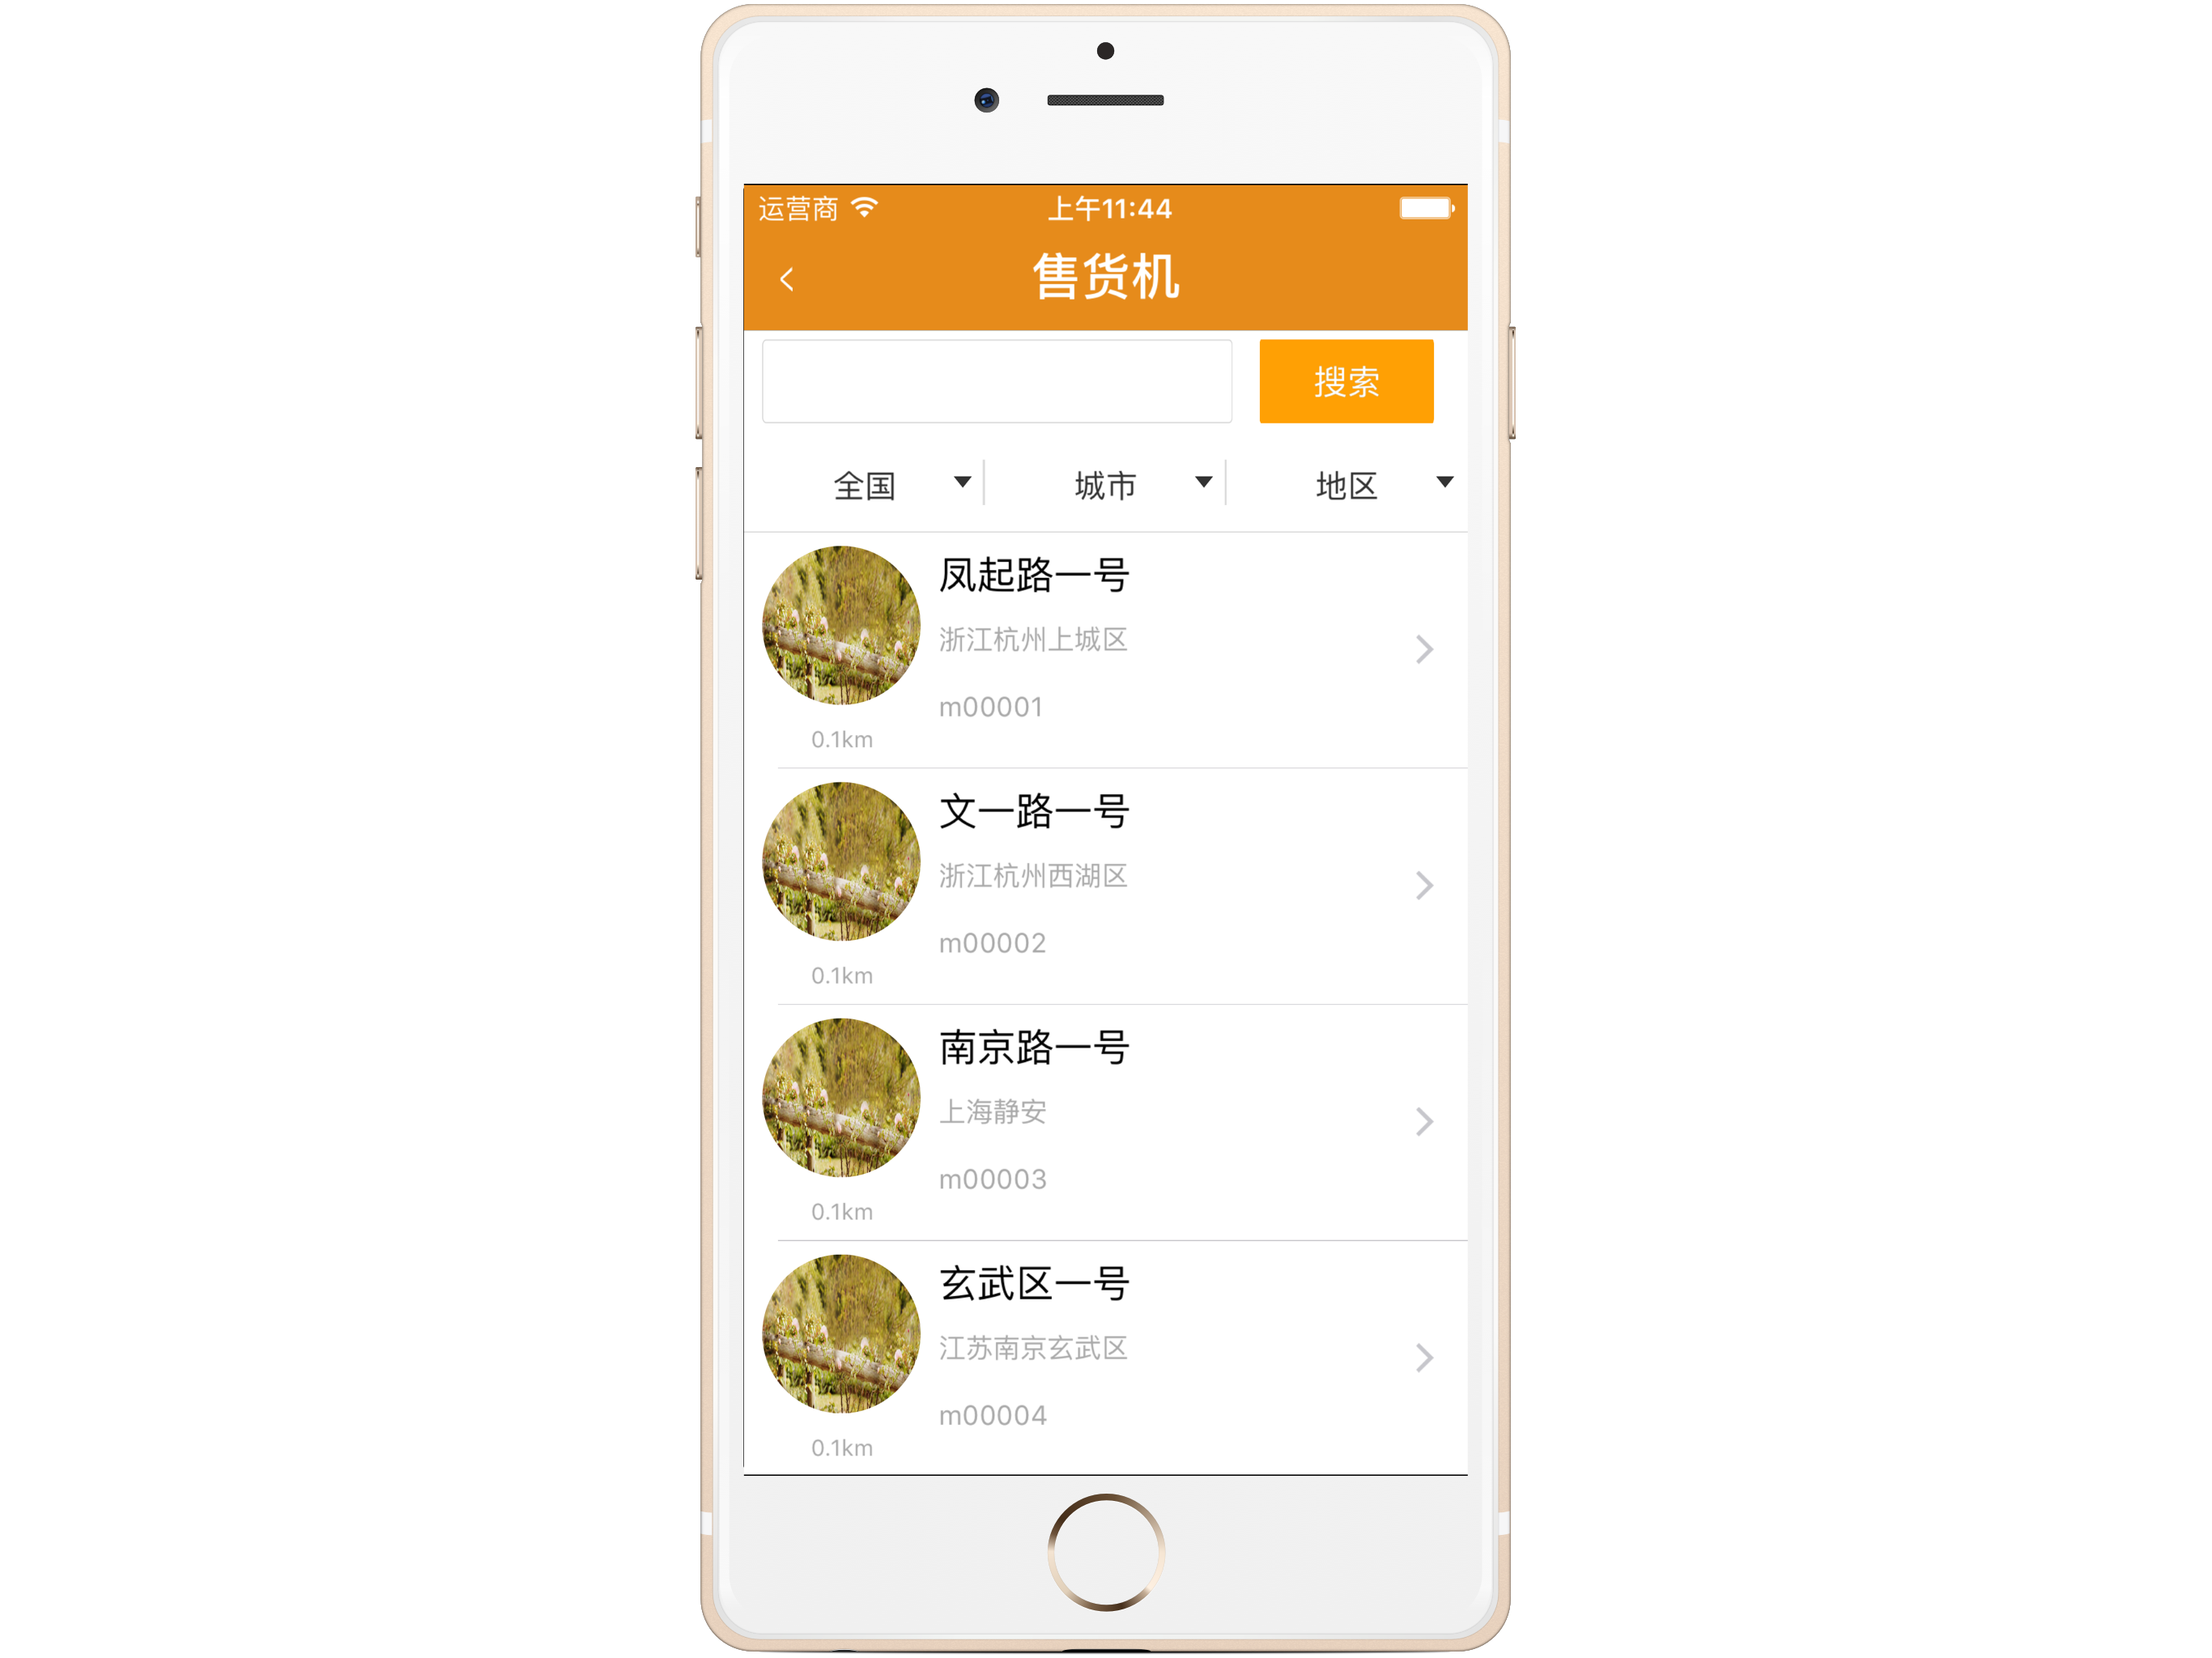 运营商 上午11:44
售货机
搜索
全国 城市 地区
凤起路一号
浙江杭州上城区
m00001
0.1km
文一路一号
浙江杭州西湖区
m00002
0.1km
南京路一号
上海静安
m00003
0.1km
玄武区一号
江苏南京玄武区
m00004
0.1km